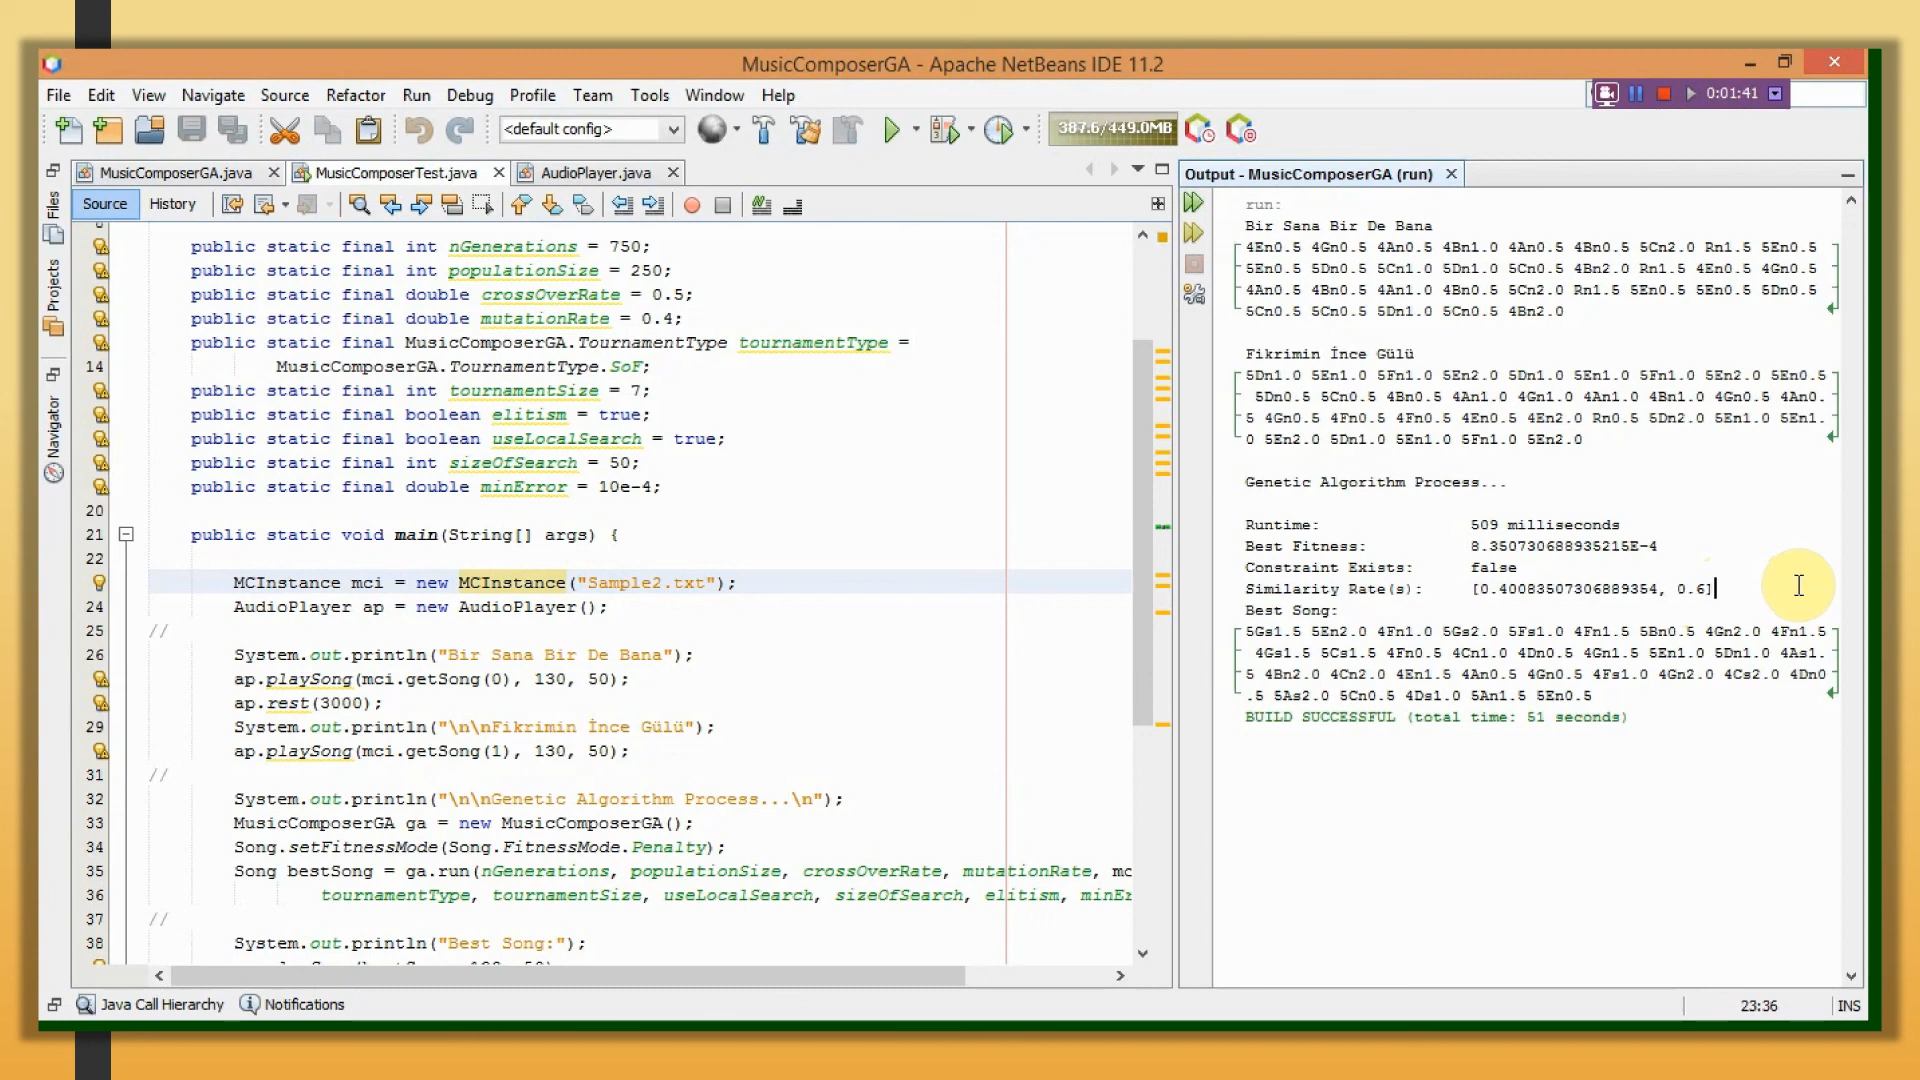 MusicComposerGA - Apache NetBeans IDE 11.2
File Edit View Navigate Source Refactor Run Debug Profile Team Tools Window Help
0:01:41
<default config>
387.6/449.0MB
MusicComposerGA.java
MusicComposerTest.java
AudioPlayer.java
Source History
Files
Projects
Navigator
public static final int nGenerations = 750;
public static final int populationSize = 250;
public static final double crossOverRate = 0.5;
public static final double mutationRate = 0.4;
public static final MusicComposerGA.TournamentType tournamentType =
14 MusicComposerGA.TournamentType.SoF;
public static final int tournamentSize = 7;
public static final boolean elitism = true;
public static final boolean useLocalSearch = true;
public static final int sizeOfSearch = 50;
public static final double minError = 10e-4;
20
21 public static void main(String[] args) {
22
MCInstance mci = new MCInstance("Sample2.txt");
24 AudioPlayer ap = new AudioPlayer();
25 //
26 System.out.println("Bir Sana Bir De Bana");
ap.playSong(mci.getSong(0), 130, 50);
ap.rest(3000);
29 System.out.println("\n\nFikrimin İnce Gülü");
ap.playSong(mci.getSong(1), 130, 50);
31 //
32 System.out.println("\n\nGenetic Algorithm Process...\n");
33 MusicComposerGA ga = new MusicComposerGA();
34 Song.setFitnessMode(Song.FitnessMode.Penalty);
35 Song bestSong = ga.run(nGenerations, populationSize, crossOverRate, mutationRate, mc
36 tournamentType, tournamentSize, useLocalSearch, sizeOfSearch, elitism, minEr
37 //
38 System.out.println("Best Song:");
Output - MusicComposerGA (run)
run:
Bir Sana Bir De Bana
4En0.5 4Gn0.5 4An0.5 4Bn1.0 4An0.5 4Bn0.5 5Cn2.0 Rn1.5 5En0.5
5En0.5 5Dn0.5 5Cn1.0 5Dn1.0 5Cn0.5 4Bn2.0 Rn1.5 4En0.5 4Gn0.5
4An0.5 4Bn0.5 4An1.0 4Bn0.5 5Cn2.0 Rn1.5 5En0.5 5En0.5 5Dn0.5
5Cn0.5 5Cn0.5 5Dn1.0 5Cn0.5 4Bn2.0
Fikrimin İnce Gülü
5Dn1.0 5En1.0 5Fn1.0 5En2.0 5Dn1.0 5En1.0 5Fn1.0 5En2.0 5En0.5
5Dn0.5 5Cn0.5 4Bn0.5 4An1.0 4Gn1.0 4An1.0 4Bn1.0 4Gn0.5 4An0.
5 4Gn0.5 4Fn0.5 4Fn0.5 4En0.5 4En2.0 Rn0.5 5Dn2.0 5En1.0 5En1.
0 5En2.0 5Dn1.0 5En1.0 5Fn1.0 5En2.0
Genetic Algorithm Process...
Runtime: 509 milliseconds
Best Fitness: 8.350730688935215E-4
Constraint Exists: false
Similarity Rate(s): [0.40083507306889354, 0.6]
Best Song:
5Gs1.5 5En2.0 4Fn1.0 5Gs2.0 5Fs1.0 4Fn1.5 5Bn0.5 4Gn2.0 4Fn1.5
4Gs1.5 5Cs1.5 4Fn0.5 4Cn1.0 4Dn0.5 4Gn1.5 5En1.0 5Dn1.0 4As1.
5 4Bn2.0 4Cn2.0 4En1.5 4An0.5 4Gn0.5 4Fs1.0 4Gn2.0 4Cs2.0 4Dn0
.5 5As2.0 5Cn0.5 4Ds1.0 5An1.5 5En0.5
BUILD SUCCESSFUL (total time: 51 seconds)
Java Call Hierarchy Notifications
23:36 INS